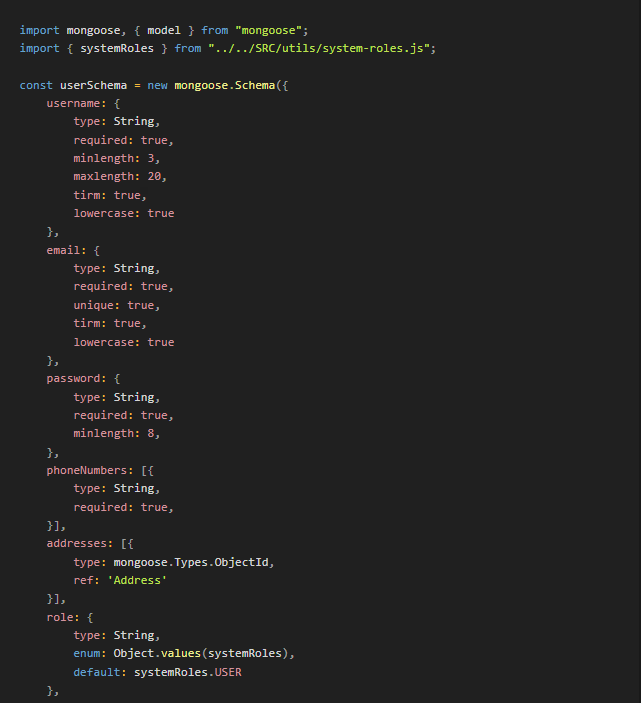 import mongoose, { model } from "mongoose";
import { systemRoles } from "../../SRC/utils/system-roles.js";
const userSchema = new mongoose.Schema({
username: {
type: String,
required: true,
minlength: 3,
maxlength: 20,
tirm: true,
lowercase: true
},
email: {
type: String,
required: true,
unique: true,
tirm: true,
lowercase: true
},
password: {
type: String,
required: true,
minlength: 8,
},
phoneNumbers: [{
type: String,
required: true,
}],
addresses: [{
type: mongoose.Types.ObjectId,
ref: 'Address'
}],
role: {
type: String,
enum: Object.values(systemRoles),
default: systemRoles.USER
},